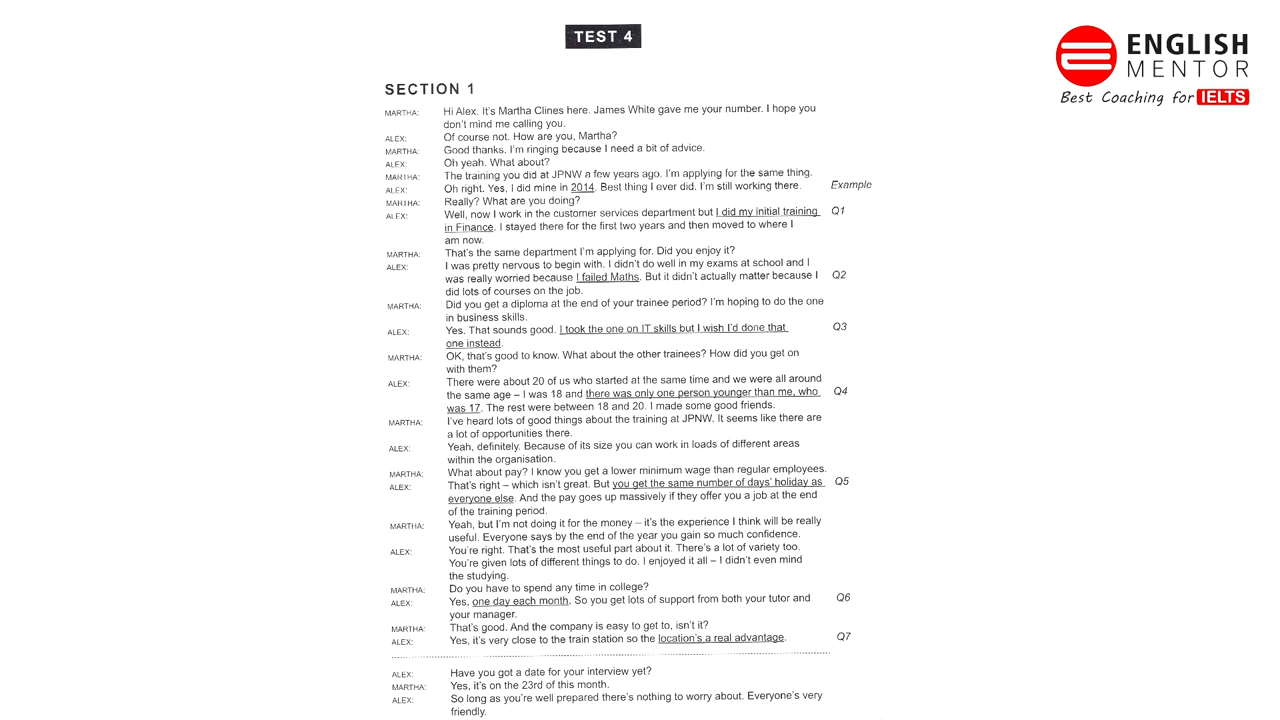 TEST 4
ENGLISH
MENTOR
Best Coaching for IELTS
SECTION 1
MARTHA: Hi Alex. It's Martha Clines here. James White gave me your number. I hope you
don't mind me calling you.
ALEX: Of course not. How are you, Martha?
MARTHA: Good thanks. I'm ringing because I need a bit of advice.
ALEX: Oh yeah. What about?
MARTHA: The training you did at JPNW a few years ago. I'm applying for the same thing.
ALEX: Oh right. Yes, I did mine in 2014. Best thing I ever did. I'm still working there. Example
MARTHA: Really? What are you doing?
ALEX: Well, now I work in the customer services department but I did my initial training Q1
in Finance. I stayed there for the first two years and then moved to where I
am now.
MARTHA: That's the same department I'm applying for. Did you enjoy it?
ALEX: I was pretty nervous to begin with. I didn't do well in my exams at school and I
was really worried because I failed Maths. But it didn't actually matter because I Q2
did lots of courses on the job.
MARTHA: Did you get a diploma at the end of your trainee period? I'm hoping to do the one
in business skills.
ALEX: Yes. That sounds good. I took the one on IT skills but I wish I'd done that Q3
one instead.
MARTHA: OK, that's good to know. What about the other trainees? How did you get on
with them?
ALEX: There were about 20 of us who started at the same time and we were all around
the same age – I was 18 and there was only one person younger than me, who Q4
was 17. The rest were between 18 and 20. I made some good friends.
MARTHA: I've heard lots of good things about the training at JPNW. It seems like there are
a lot of opportunities there.
ALEX: Yeah, definitely. Because of its size you can work in loads of different areas
within the organisation.
MARTHA: What about pay? I know you get a lower minimum wage than regular employees.
ALEX: That's right – which isn't great. But you get the same number of days' holiday as Q5
everyone else. And the pay goes up massively if they offer you a job at the end
of the training period.
MARTHA: Yeah, but I'm not doing it for the money – it's the experience I think will be really
useful. Everyone says by the end of the year you gain so much confidence.
ALEX: You're right. That's the most useful part about it. There's a lot of variety too.
You're given lots of different things to do. I enjoyed it all – I didn't even mind
the studying.
MARTHA: Do you have to spend any time in college?
ALEX: Yes, one day each month. So you get lots of support from both your tutor and Q6
your manager.
MARTHA: That's good. And the company is easy to get to, isn't it?
ALEX: Yes, it's very close to the train station so the location's a real advantage. Q7
ALEX: Have you got a date for your interview yet?
MARTHA: Yes, it's on the 23rd of this month.
ALEX: So long as you're well prepared there's nothing to worry about. Everyone's very
friendly.